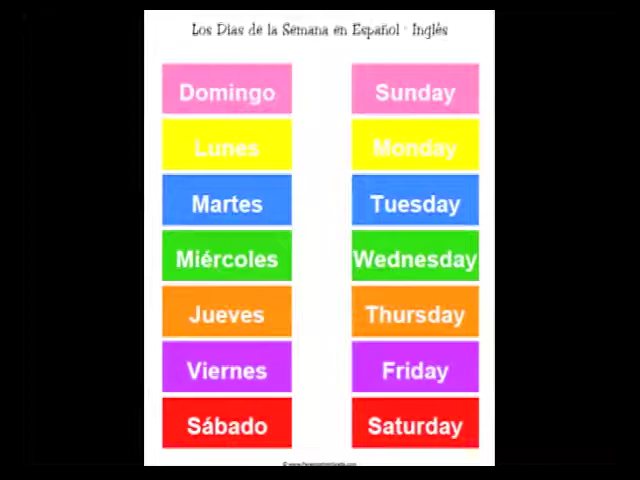 Los Días de la Semana en Español - Inglés
Domingo Sunday
Lunes Monday
Martes Tuesday
Miércoles Wednesday
Jueves Thursday
Viernes Friday
Sábado Saturday